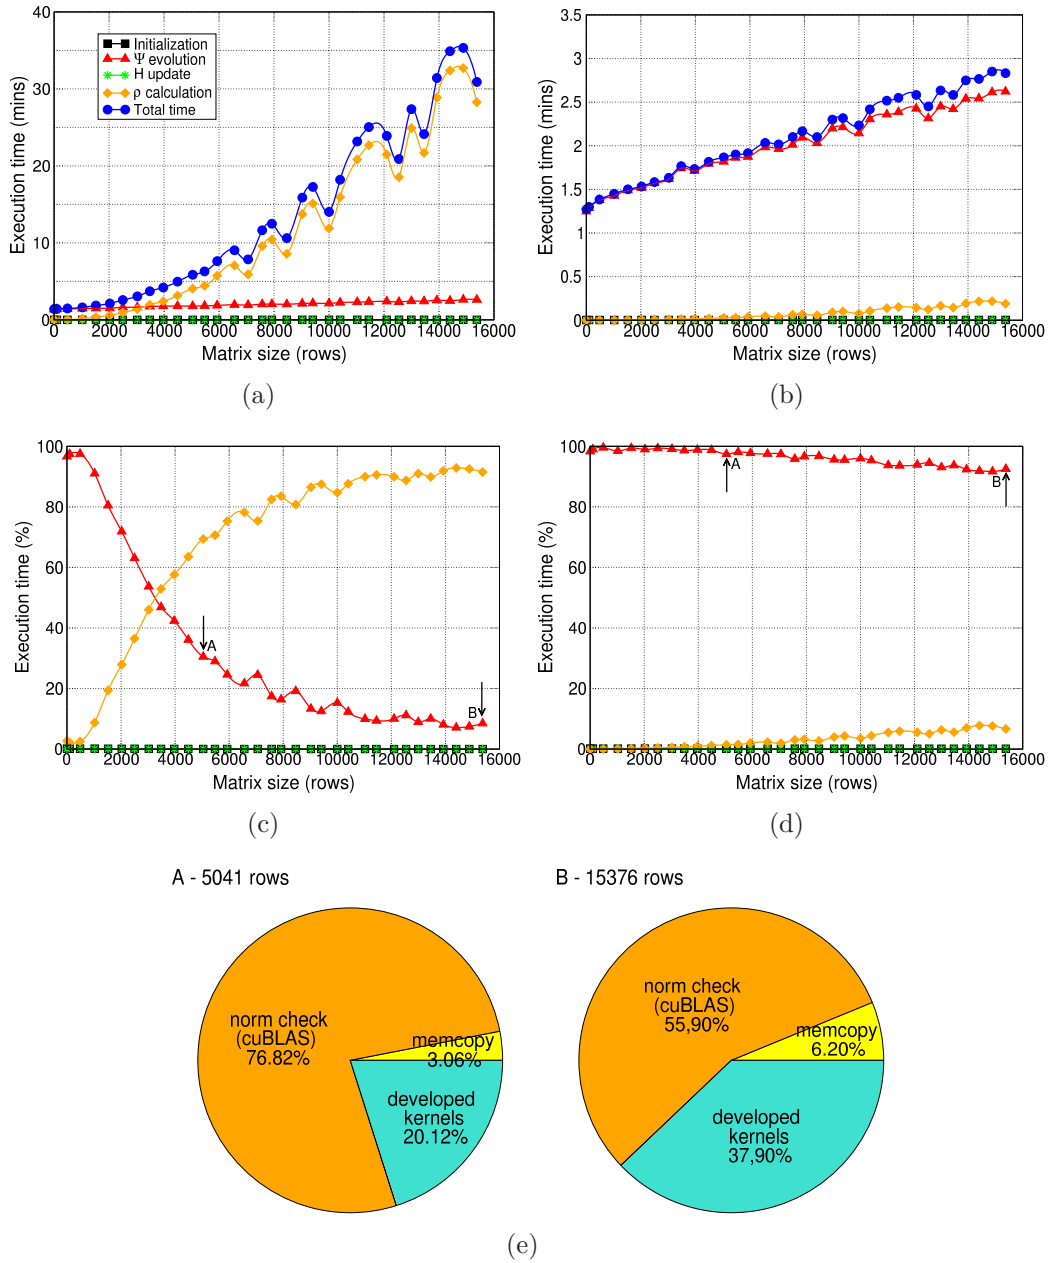 40
30
20
10
0
Execution time (mins)
Initialization
Ψ evolution
H update
ρ calculation
Total time
0 2000 4000 6000 8000 10000 12000 14000 16000
Matrix size (rows)
(a)
3.5
3
2.5
2
1.5
1
0.5
0
Execution time (mins)
0 2000 4000 6000 8000 10000 12000 14000 16000
Matrix size (rows)
(b)
100
80
60
40
20
0
Execution time (%)
A
B
0 2000 4000 6000 8000 10000 12000 14000 16000
Matrix size (rows)
(c)
100
80
60
40
20
0
Execution time (%)
A
B
0 2000 4000 6000 8000 10000 12000 14000 16000
Matrix size (rows)
(d)
A - 5041 rows
norm check
(cuBLAS)
76.82%
memcopy
3.06%
developed
kernels
20.12%
B - 15376 rows
norm check
(cuBLAS)
55,90%
memcopy
6.20%
developed
kernels
37,90%
(e)